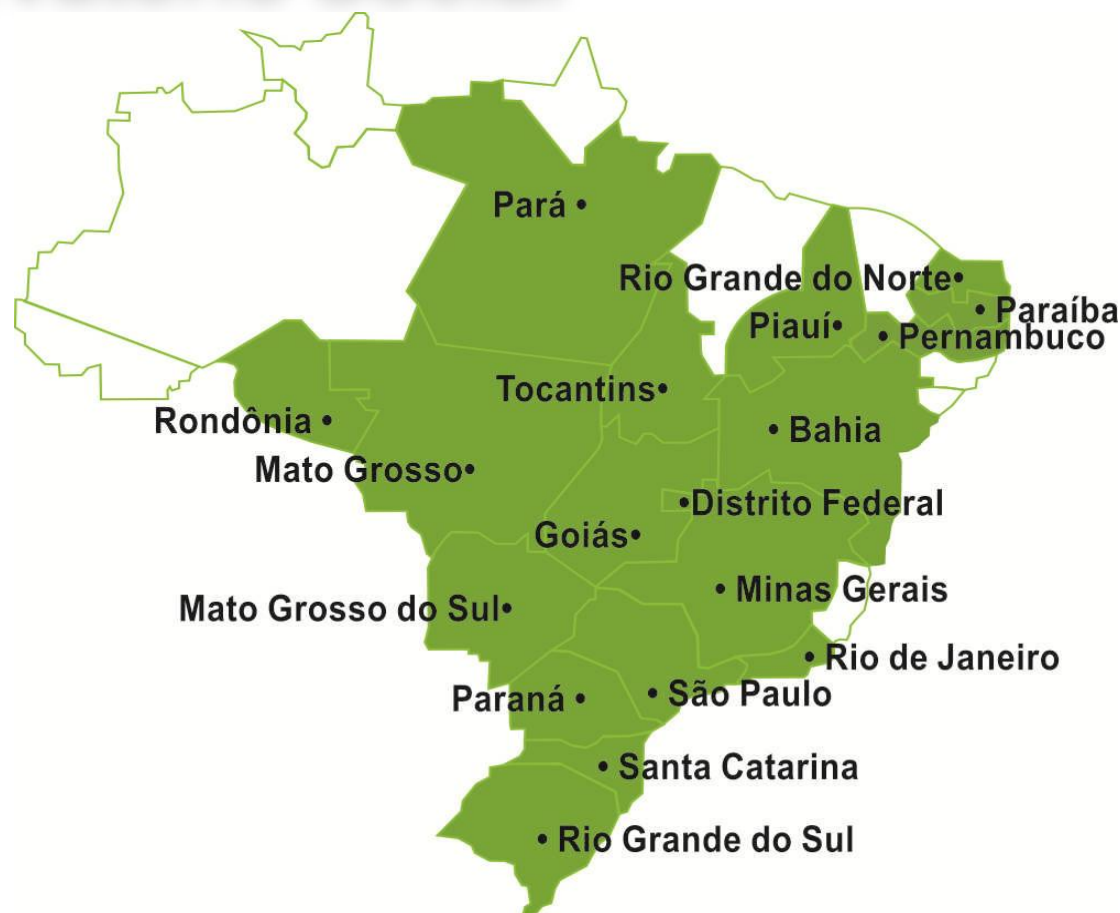 Pará
Rio Grande do Norte
Paraíba
Piauí
Pernambuco
Tocantins
Rondônia
Bahia
Mato Grosso
Distrito Federal
Goiás
Minas Gerais
Mato Grosso do Sul
Rio de Janeiro
São Paulo
Paraná
Santa Catarina
Rio Grande do Sul